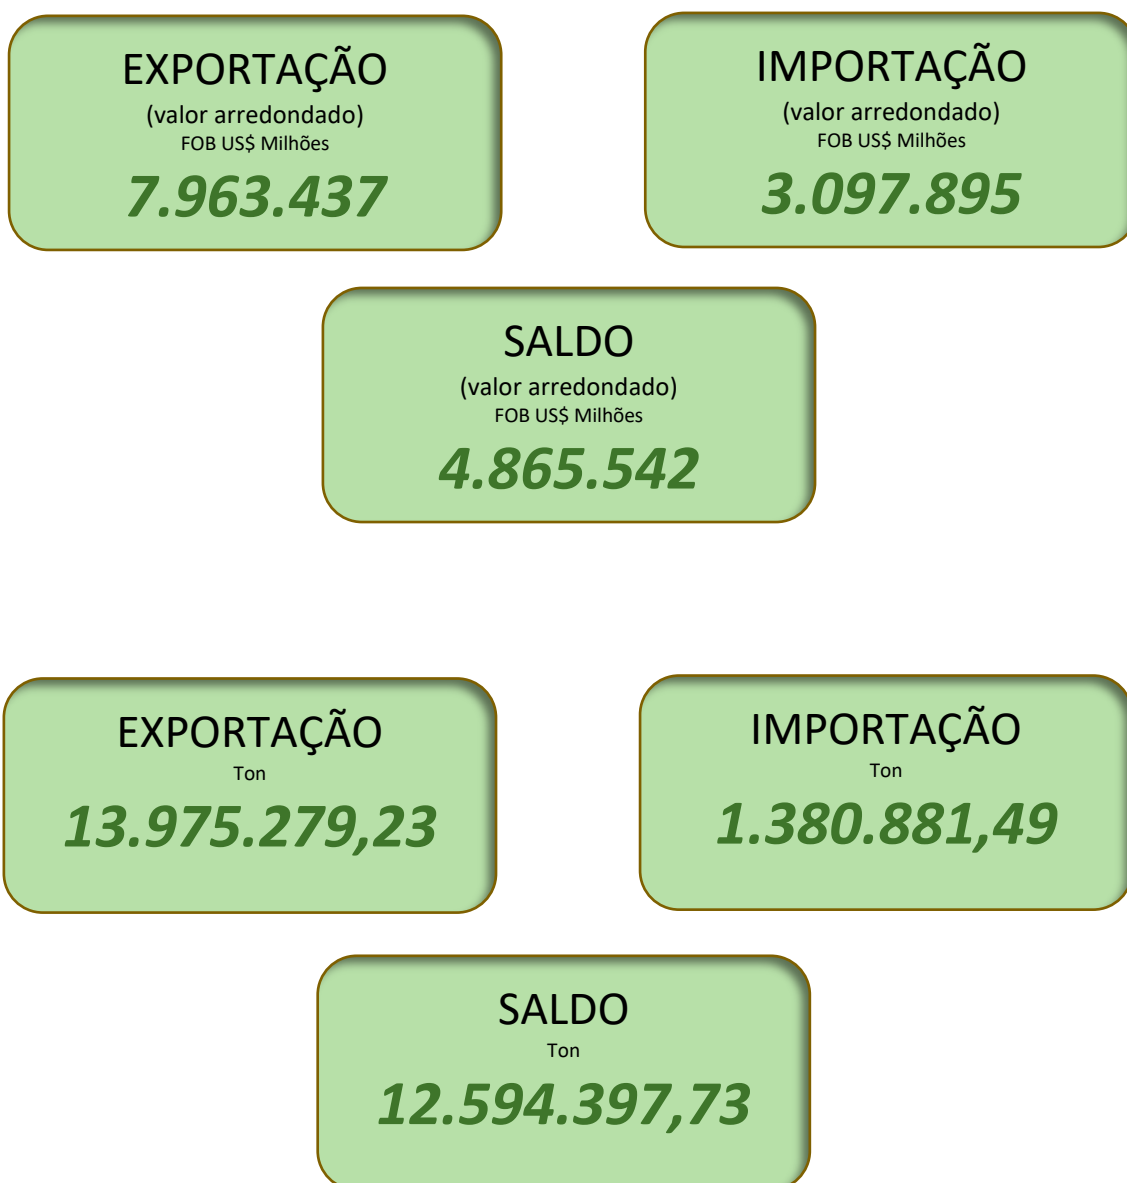 EXPORTAÇÃO
(valor arredondado)
FOB US$ Milhões
7.963.437
IMPORTAÇÃO
(valor arredondado)
FOB US$ Milhões
3.097.895
SALDO
(valor arredondado)
FOB US$ Milhões
4.865.542
EXPORTAÇÃO
Ton
13.975.279,23
IMPORTAÇÃO
Ton
1.380.881,49
SALDO
Ton
12.594.397,73